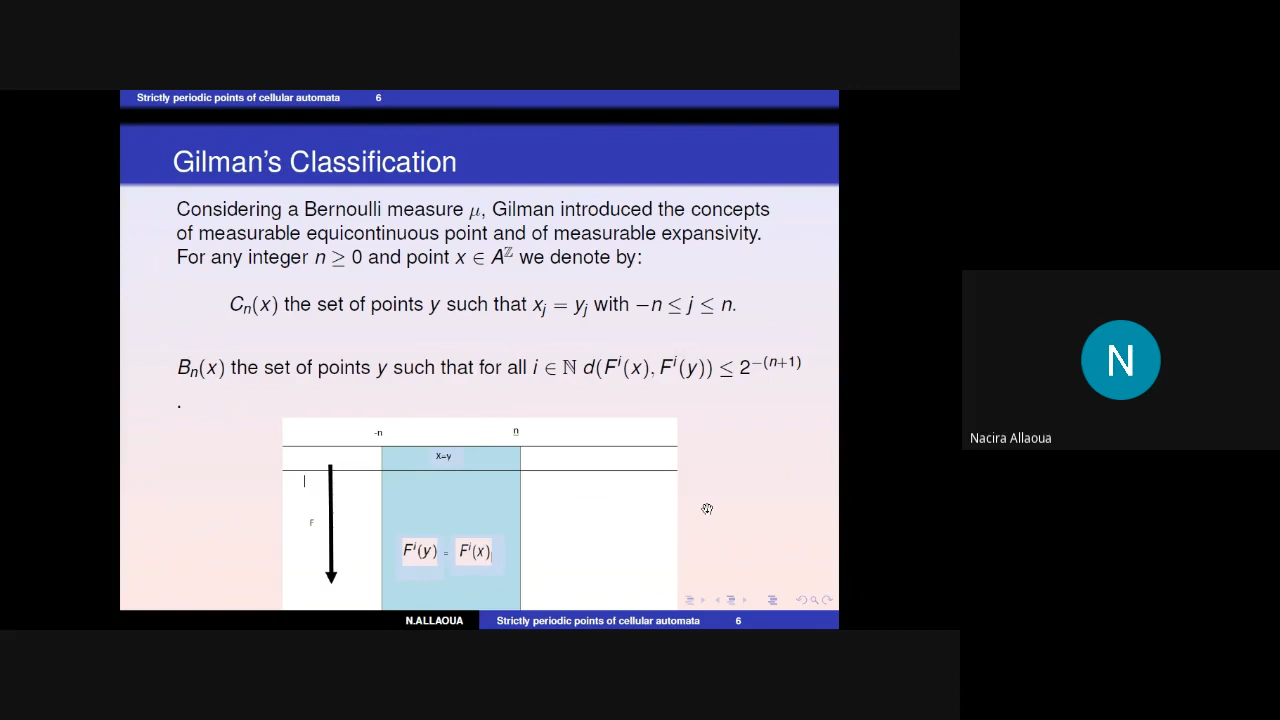 Strictly periodic points of cellular automata 6
Gilman's Classification
Considering a Bernoulli measure μ, Gilman introduced the concepts
of measurable equicontinuous point and of measurable expansivity.
For any integer n ≥ 0 and point x ∈ A^ℤ we denote by:
C_n(x) the set of points y such that x_j = y_j with −n ≤ j ≤ n.
B_n(x) the set of points y such that for all i ∈ ℕ d(F^i(x), F^i(y)) ≤ 2^{−(n+1)}
.
-n n
X=y
F
F^i(y) = F^i(x)
N.ALLAOUA Strictly periodic points of cellular automata 6
N
Nacira Allaoua